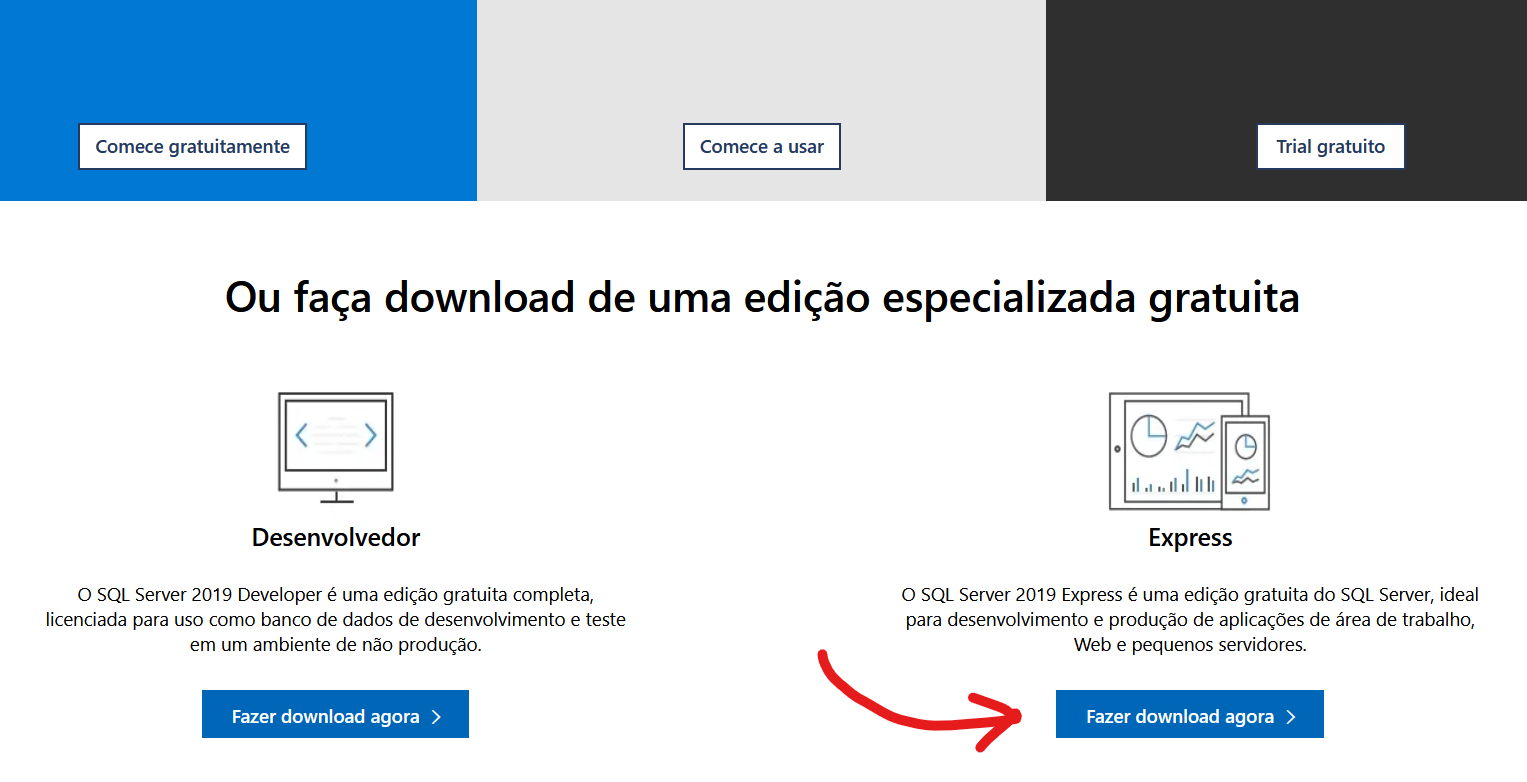 Comece gratuitamente
Comece a usar
Trial gratuito
Ou faça download de uma edição especializada gratuita
Desenvolvedor
O SQL Server 2019 Developer é uma edição gratuita completa,
licenciada para uso como banco de dados de desenvolvimento e teste
em um ambiente de não produção.
Fazer download agora
Express
O SQL Server 2019 Express é uma edição gratuita do SQL Server, ideal
para desenvolvimento e produção de aplicações de área de trabalho,
Web e pequenos servidores.
Fazer download agora